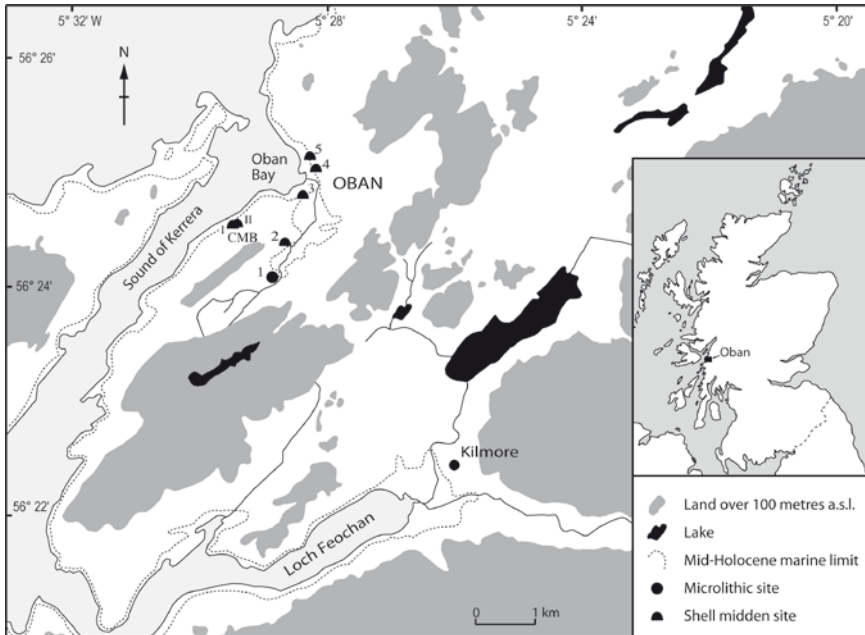 5° 32' W
5° 28'
5° 24'
5° 20'
56° 26'
N
5
4
Oban
Bay
OBAN
3
I
II
CMB
2
Sound of Kerrera
1
56° 24'
Oban
Kilmore
56° 22'
Loch Feochan
0
1 km
Land over 100 metres a.s.l.
Lake
Mid-Holocene marine limit
Microlithic site
Shell midden site